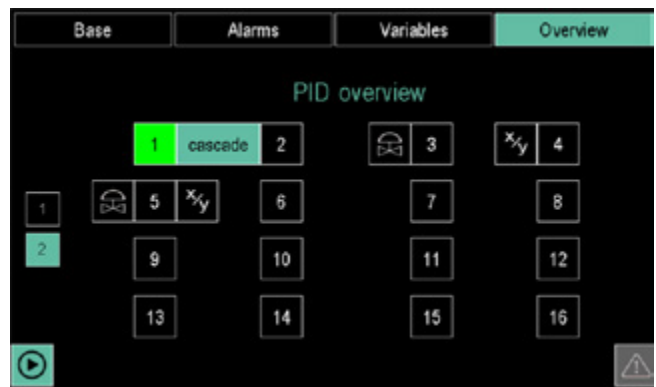 Base Alarms Variables Overview
PID overview
1 cascade 2 3 x/y 4
5 x/y 6 7 8
1
2
9 10 11 12
13 14 15 16